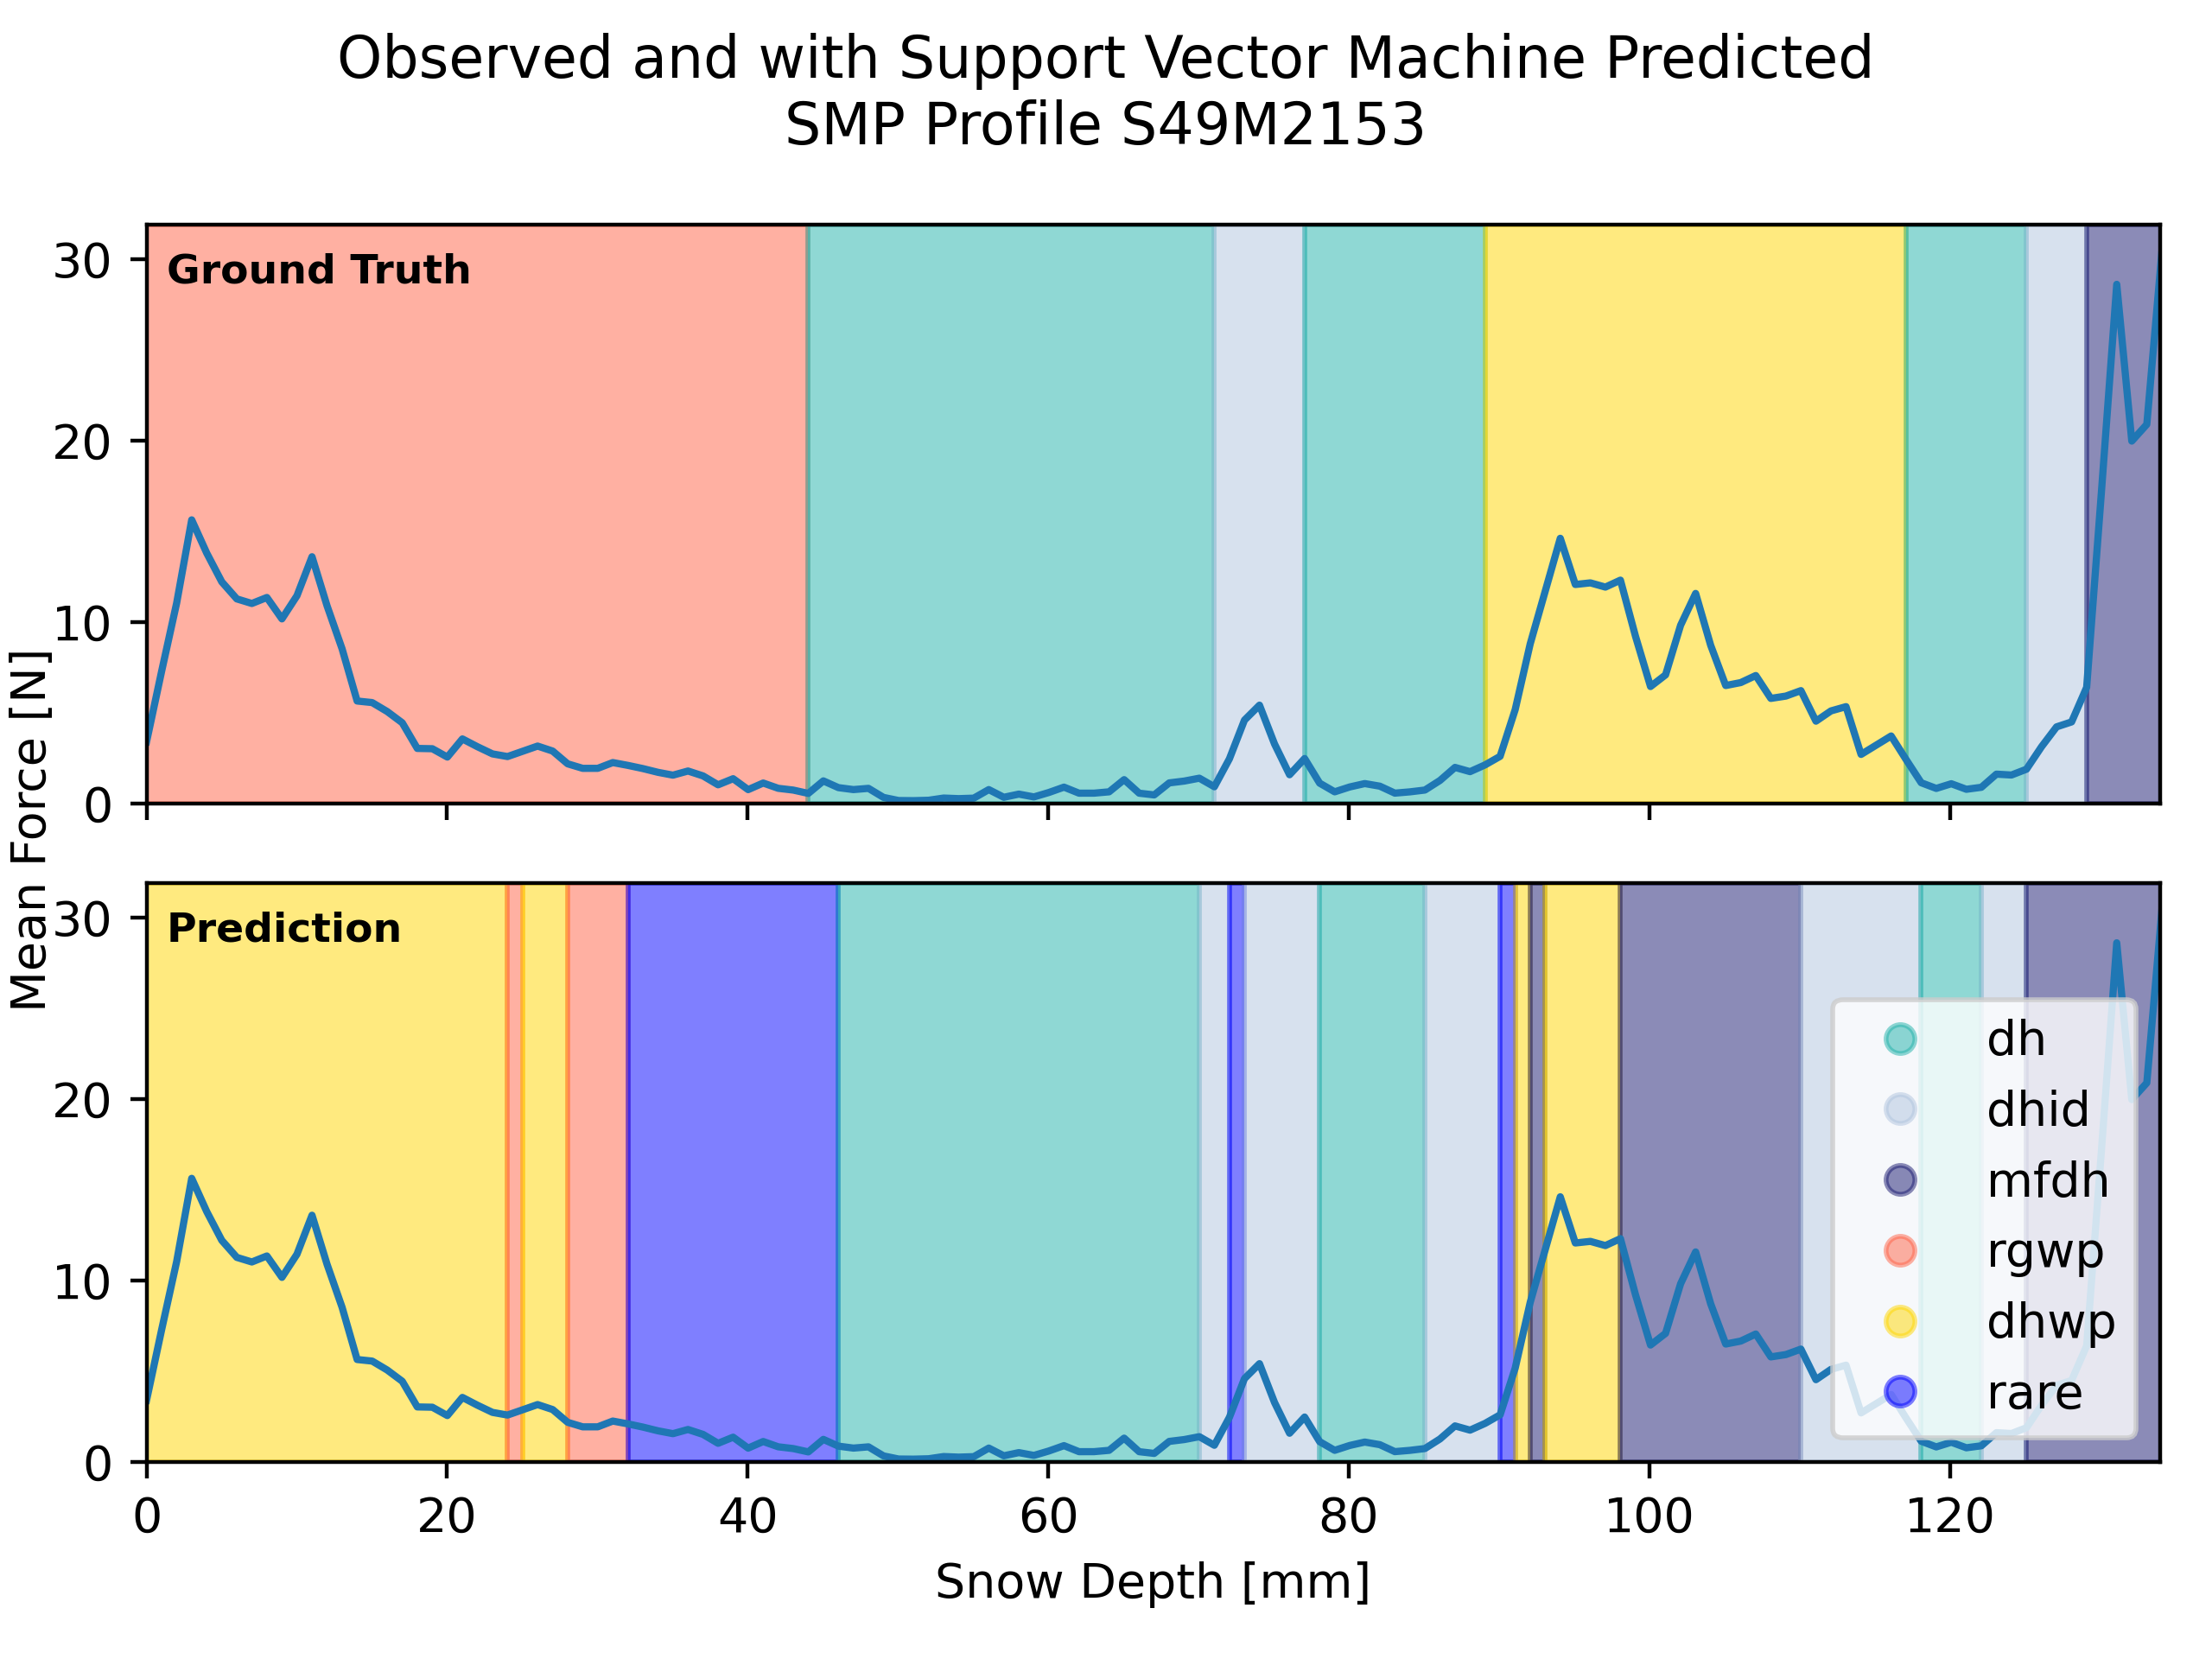 Observed and with Support Vector Machine Predicted
SMP Profile S49M2153
Mean Force [N]
30
20
10
0
Ground Truth
30
20
10
0
Prediction
dh
dhid
mfdh
rgwp
dhwp
rare
0 20 40 60 80 100 120
Snow Depth [mm]